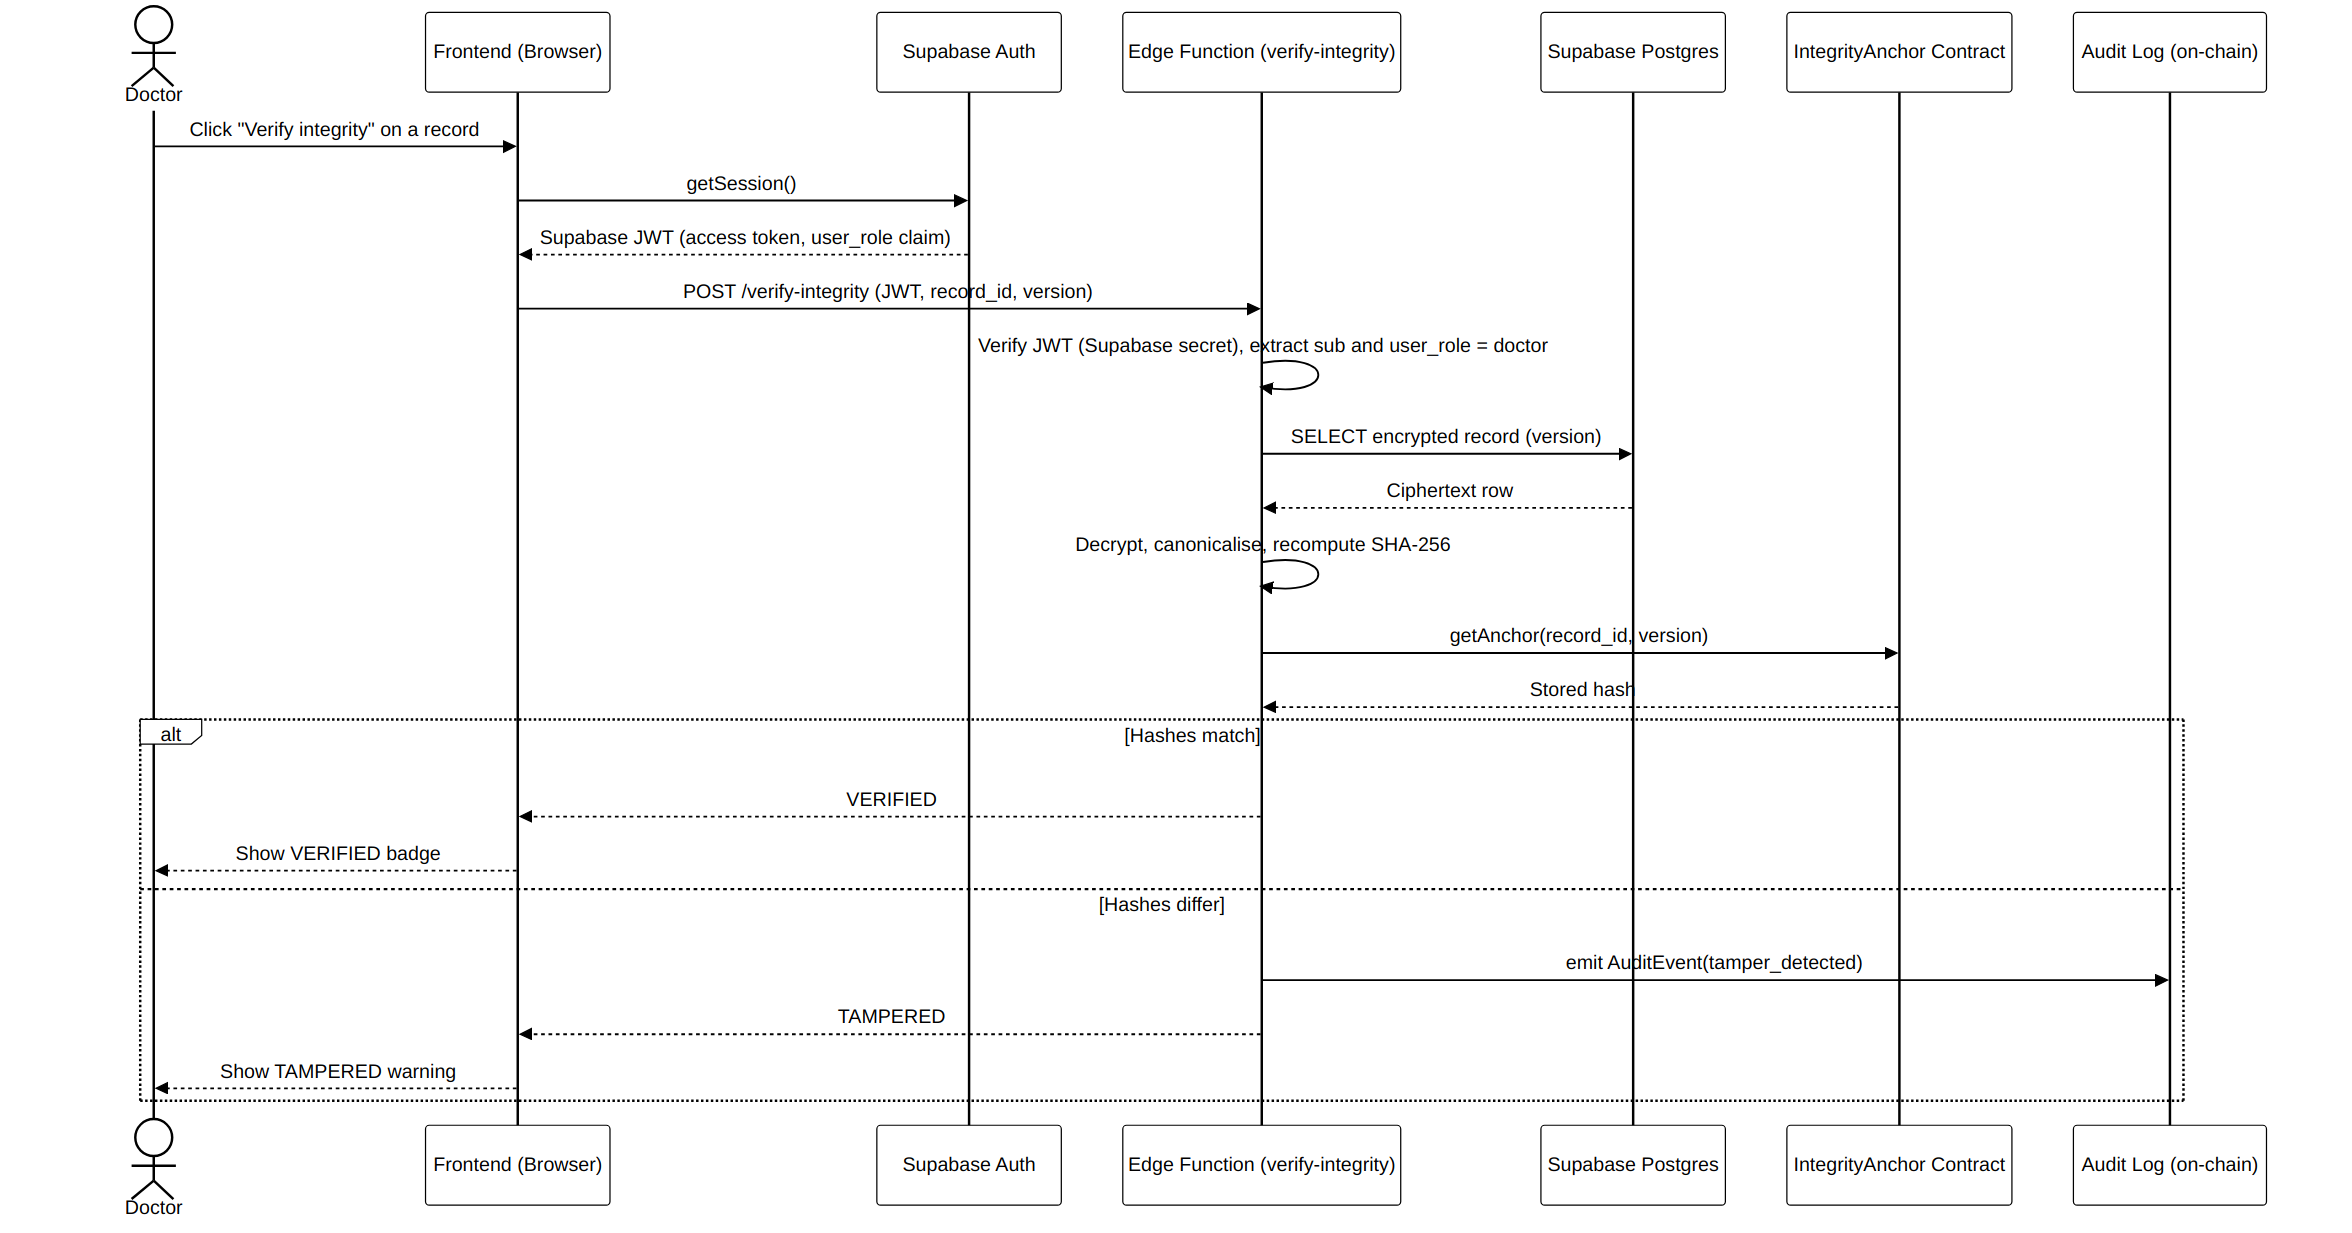 Doctor
Frontend (Browser)
Supabase Auth
Edge Function (verify-integrity)
Supabase Postgres
IntegrityAnchor Contract
Audit Log (on-chain)
Click "Verify integrity" on a record
getSession()
Supabase JWT (access token, user_role claim)
POST /verify-integrity (JWT, record_id, version)
Verify JWT (Supabase secret), extract sub and user_role = doctor
SELECT encrypted record (version)
Ciphertext row
Decrypt, canonicalise, recompute SHA-256
getAnchor(record_id, version)
Stored hash
alt
[Hashes match]
VERIFIED
Show VERIFIED badge
[Hashes differ]
emit AuditEvent(tamper_detected)
TAMPERED
Show TAMPERED warning
Doctor
Frontend (Browser)
Supabase Auth
Edge Function (verify-integrity)
Supabase Postgres
IntegrityAnchor Contract
Audit Log (on-chain)